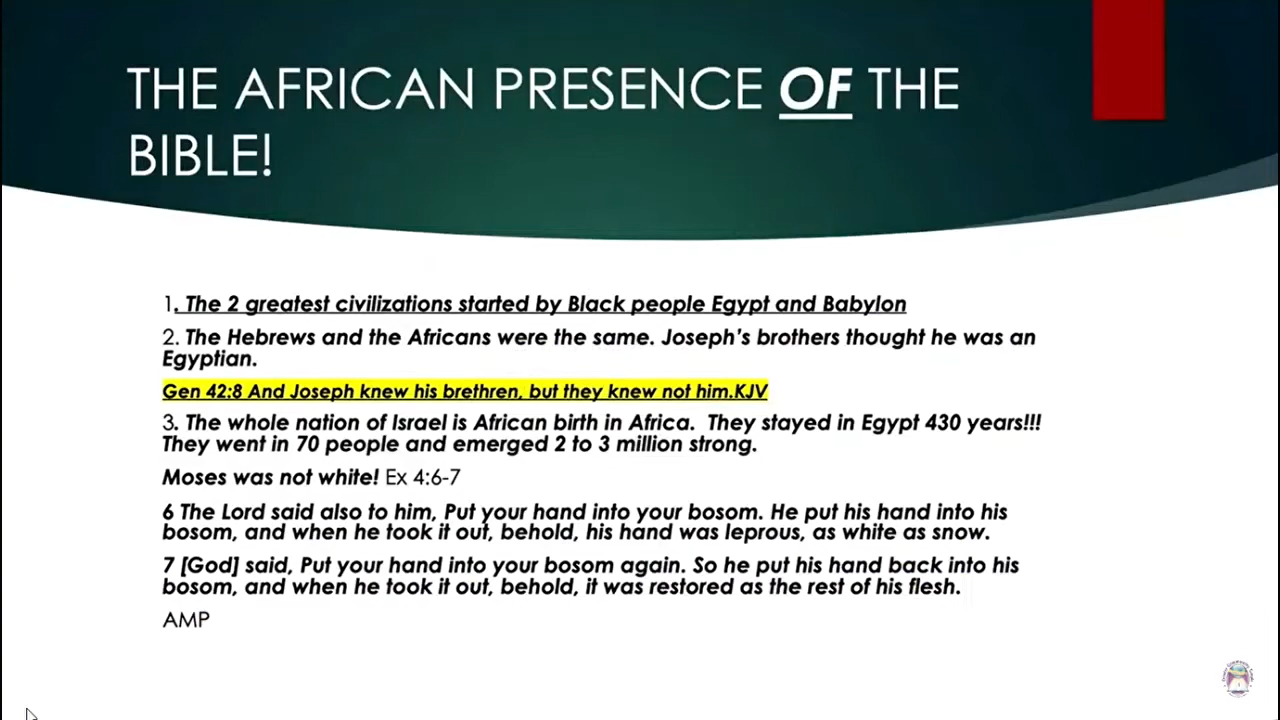 THE AFRICAN PRESENCE OF THE
BIBLE!
1. The 2 greatest civilizations started by Black people Egypt and Babylon
2. The Hebrews and the Africans were the same. Joseph's brothers thought he was an
Egyptian.
Gen 42:8 And Joseph knew his brethren, but they knew not him.KJV
3. The whole nation of Israel is African birth in Africa. They stayed in Egypt 430 years!!!
They went in 70 people and emerged 2 to 3 million strong.
Moses was not white! Ex 4:6-7
6 The Lord said also to him, Put your hand into your bosom. He put his hand into his
bosom, and when he took it out, behold, his hand was leprous, as white as snow.
7 [God] said, Put your hand into your bosom again. So he put his hand back into his
bosom, and when he took it out, behold, it was restored as the rest of his flesh.
AMP